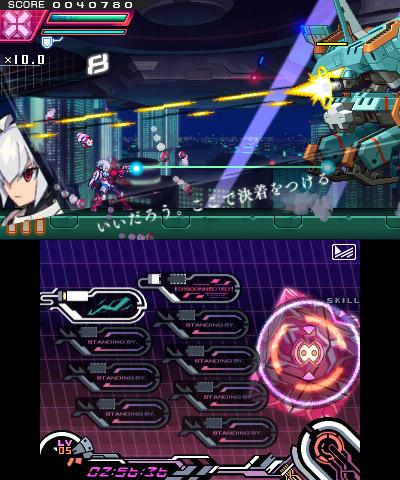 SCORE 0040780
×10.0
8
いいだろう。ここで決着をつける
DISCONNECTED!
STANDING BY.
STANDING BY.
STANDING BY.
STANDING BY.
STANDING BY.
STANDING BY.
STANDING BY.
STANDING BY.
SKILL
LV
05
02:56:36